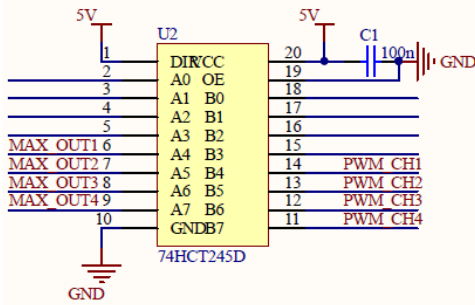 5V
U2
5V
C1
100n
GND
1 DIR VCC 20
2 A0 OE 19
3 A1 B0 18
4 A2 B1 17
5 A3 B2 16
MAX_OUT1 6 A4 B3 15
MAX_OUT2 7 A5 B4 14 PWM_CH1
MAX_OUT3 8 A6 B5 13 PWM_CH2
MAX_OUT4 9 A7 B6 12 PWM_CH3
10 GND B7 11 PWM_CH4
74HCT245D
GND